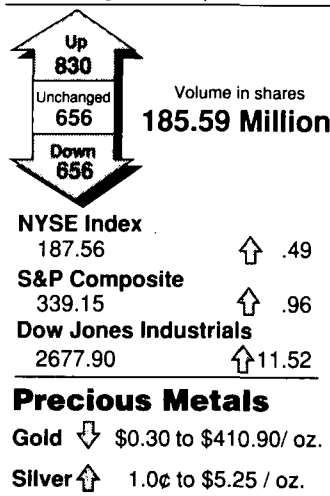 Up
830
Unchanged
656
Down
656
Volume in shares
185.59 Million
NYSE Index
187.56 .49
S&P Composite
339.15 .96
Dow Jones Industrials
2677.90 11.52
Precious Metals
Gold $0.30 to $410.90/ oz.
Silver 1.0¢ to $5.25 / oz.